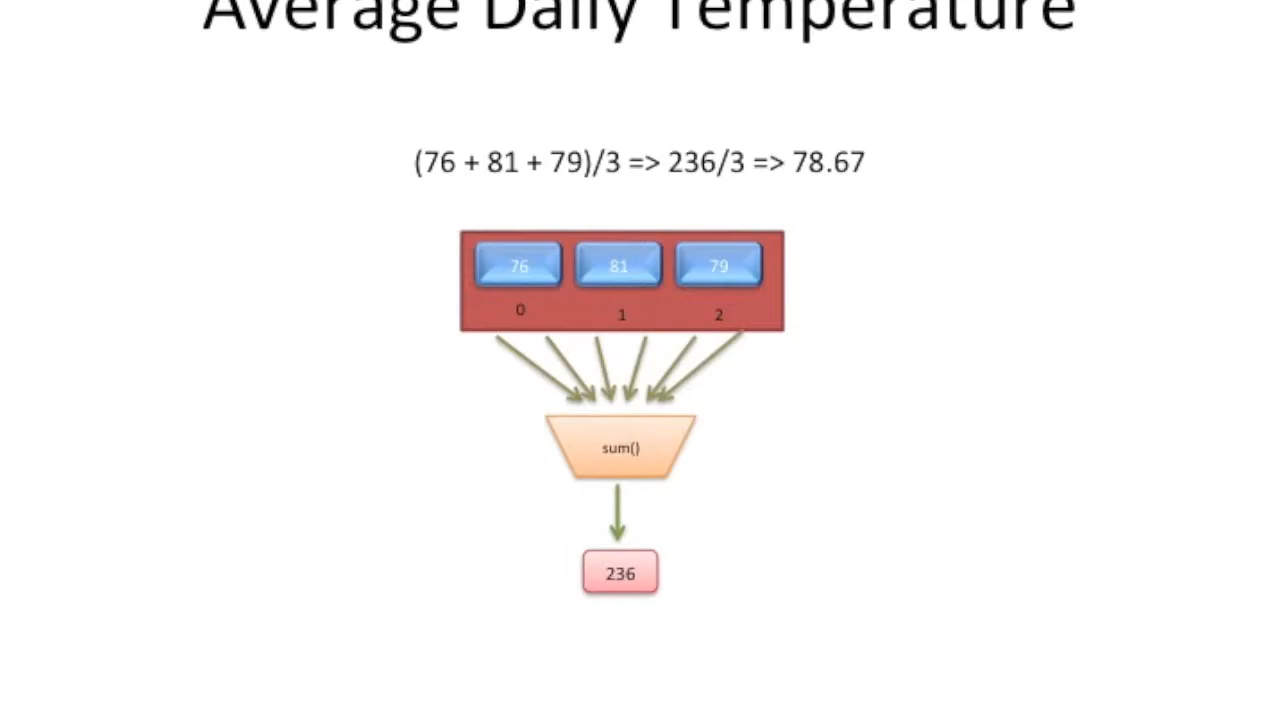 Average Daily Temperature
(76 + 81 + 79)/3 => 236/3 => 78.67
76 81 79
0 1 2
sum()
236